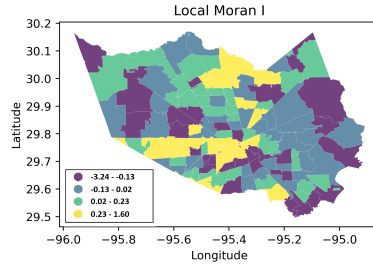 Local Moran I
30.2
30.1
30.0
29.9
29.8
29.7
29.6
29.5
Latitude
-3.24 - -0.13
-0.13 - 0.02
0.02 - 0.23
0.23 - 1.60
−96.0 −95.8 −95.6 −95.4 −95.2 −95.0
Longitude